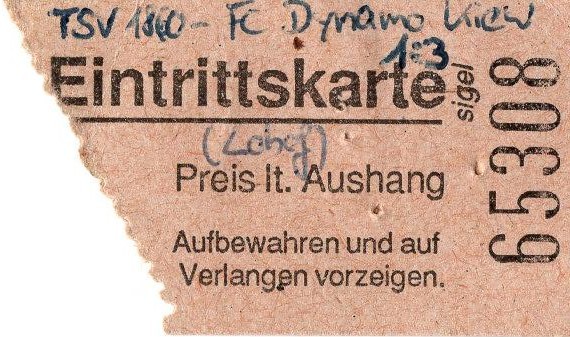 TSV 1860 - FC Dynamo Kiew
1:3
Eintrittskarte
sigel
(Lohof)
Preis lt. Aushang
Aufbewahren und auf
Verlangen vorzeigen.
65308